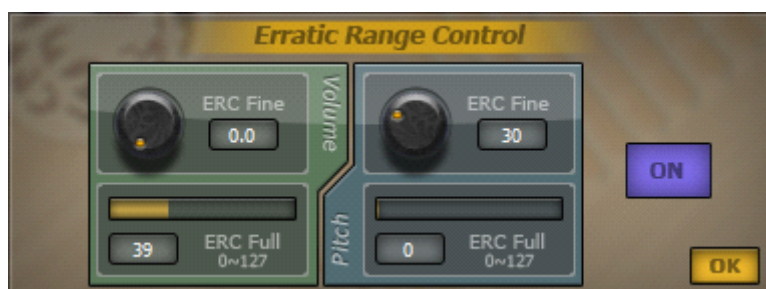 Erratic Range Control
ERC Fine
0.0
Volume
39
ERC Full
0~127
ERC Fine
30
Pitch
0
ERC Full
0~127
ON
OK